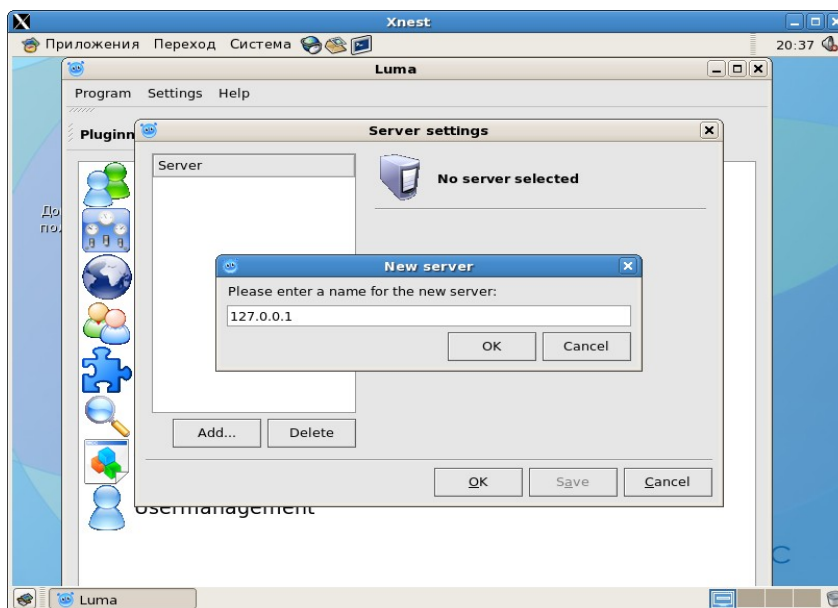 Xnest
Приложения Переход Система 20:37
Luma
Program Settings Help
Server settings
Server
No server selected
New server
Please enter a name for the new server:
127.0.0.1
OK Cancel
Add... Delete
OK Save Cancel
Usermanagement
Luma